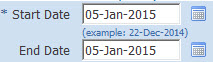 * Start Date 05-Jan-2015
(example: 22-Dec-2014)
End Date 05-Jan-2015